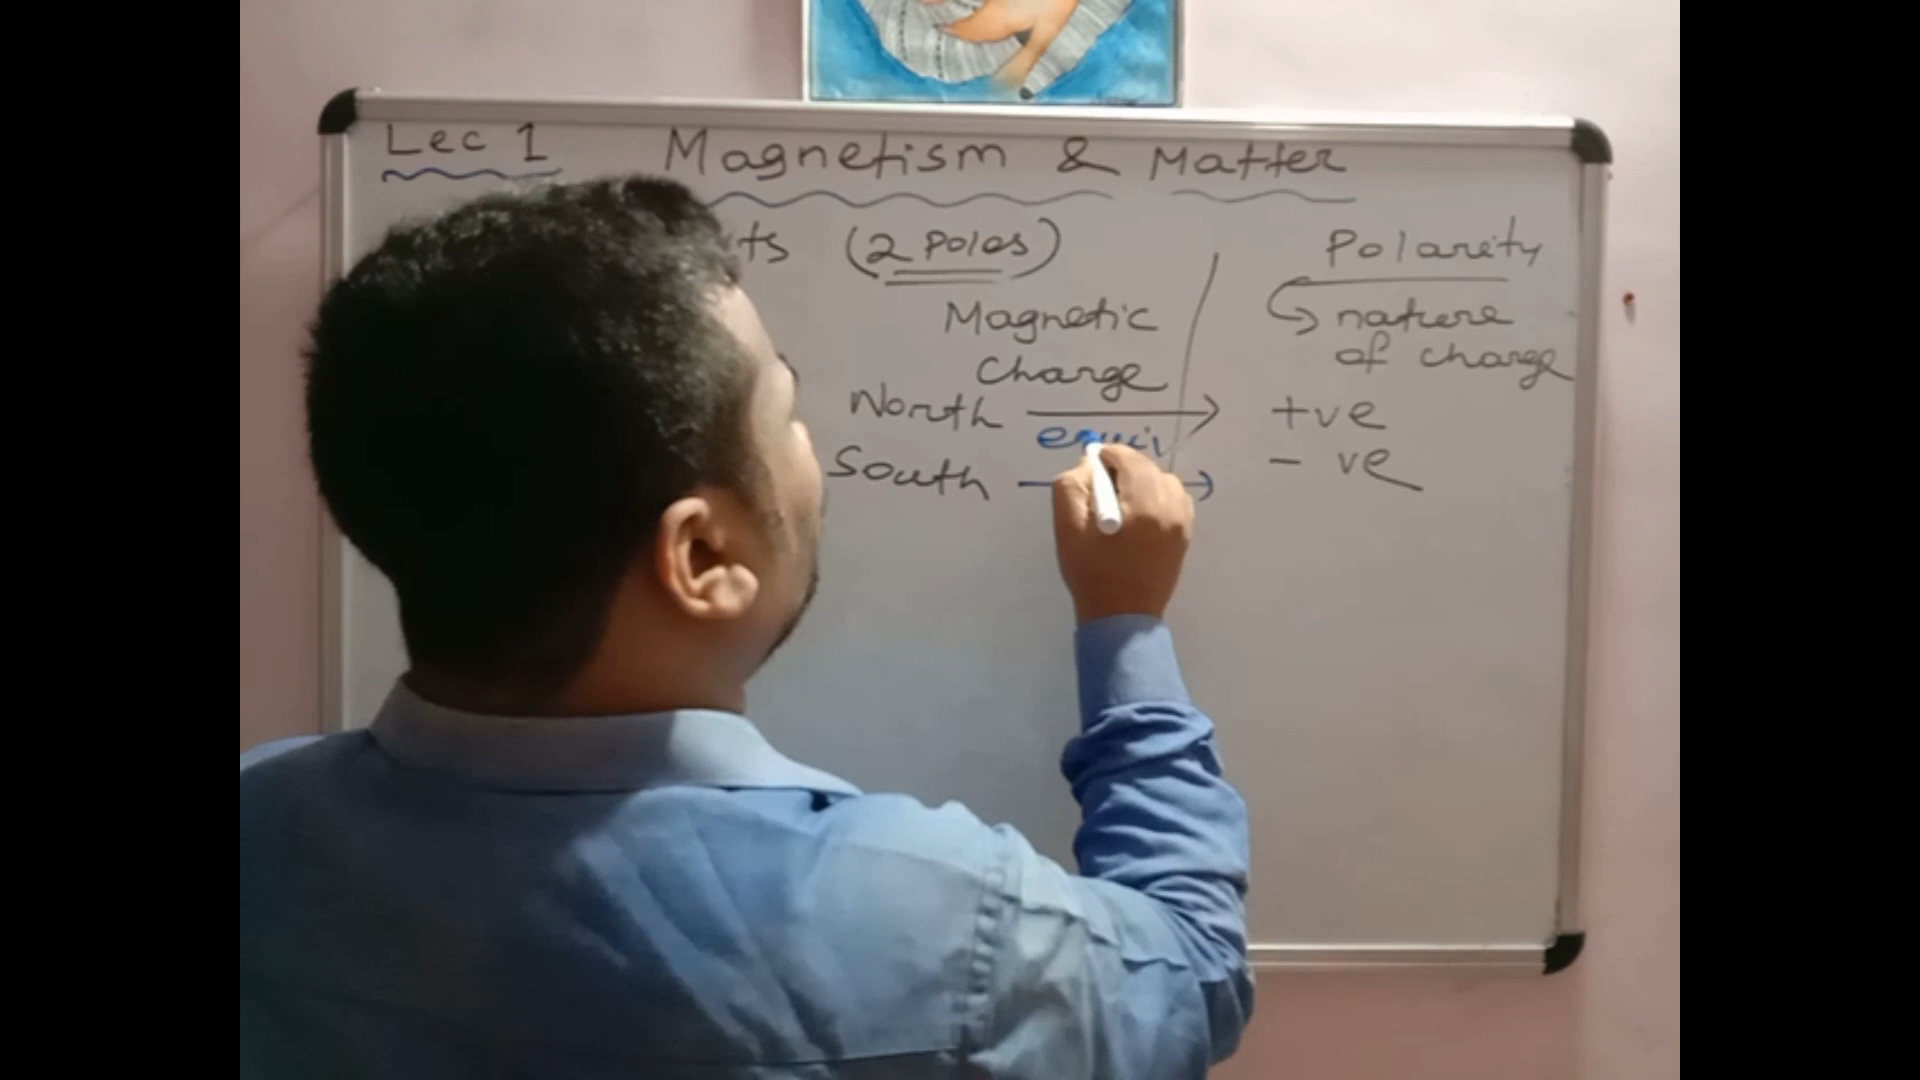 Lec 1 Magnetism & Matter
(2 Poles) Polarity
Magnetic nature
Charge of charge
North → +ve
South → - ve